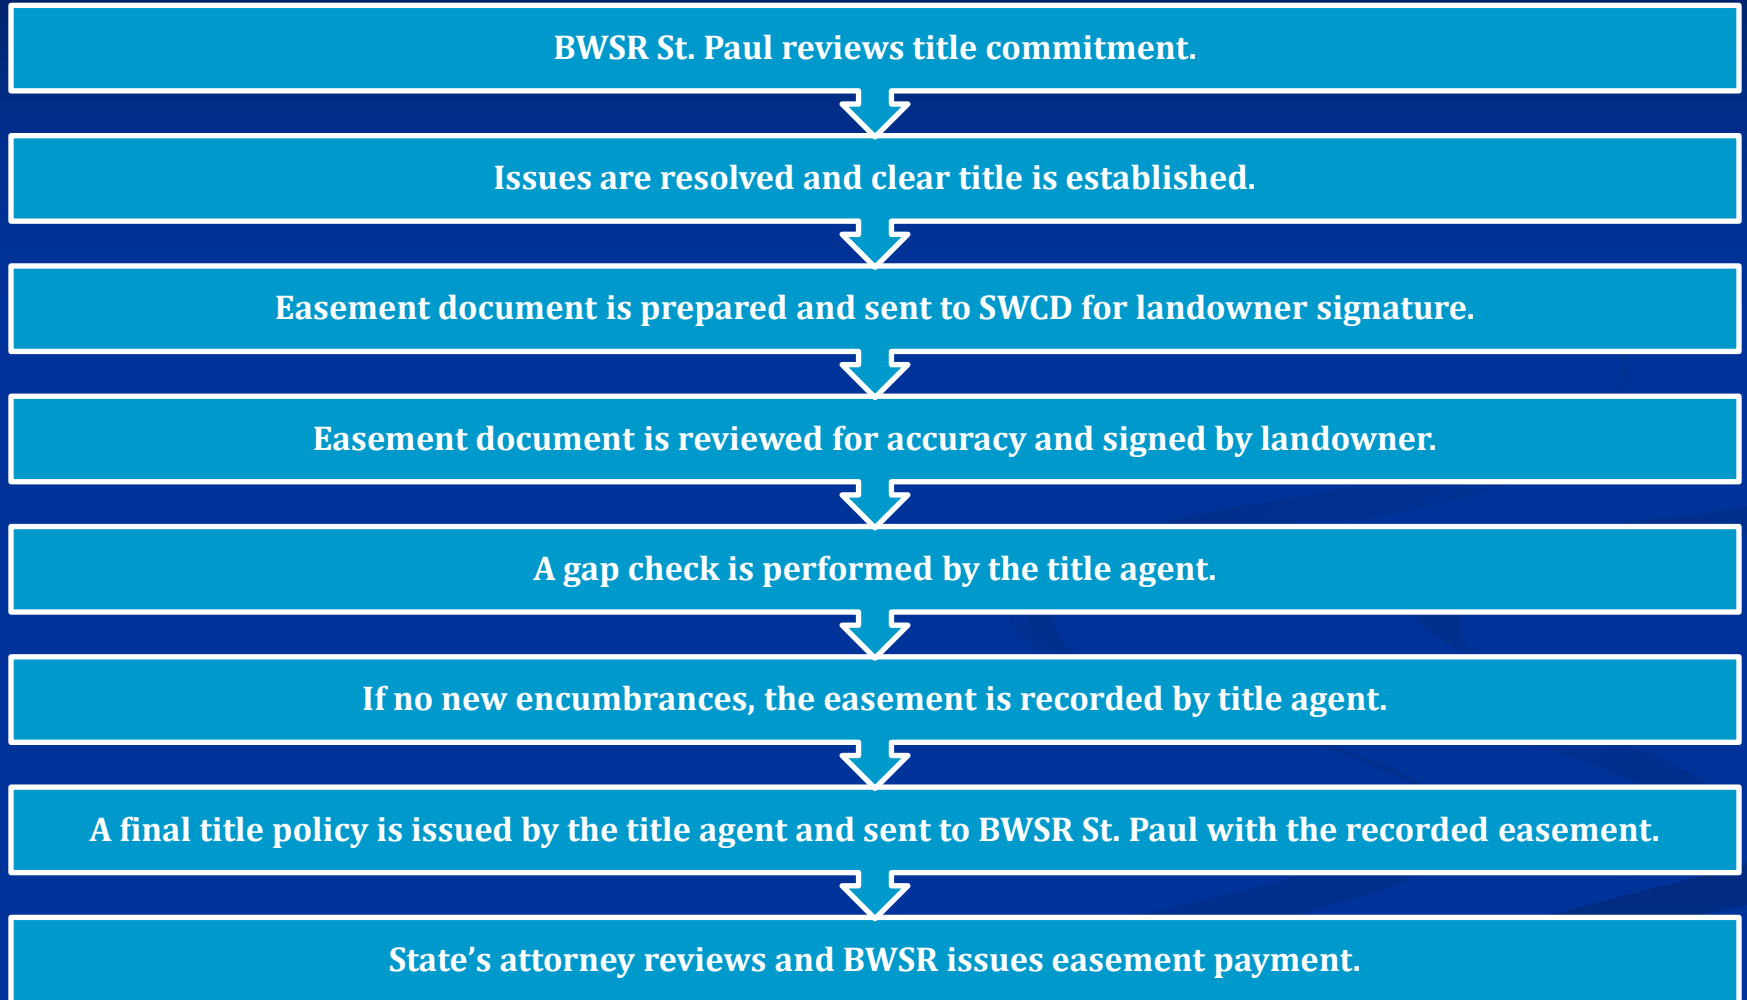 BWSR St. Paul reviews title commitment.
Issues are resolved and clear title is established.
Easement document is prepared and sent to SWCD for landowner signature.
Easement document is reviewed for accuracy and signed by landowner.
A gap check is performed by the title agent.
If no new encumbrances, the easement is recorded by title agent.
A final title policy is issued by the title agent and sent to BWSR St. Paul with the recorded easement.
State’s attorney reviews and BWSR issues easement payment.